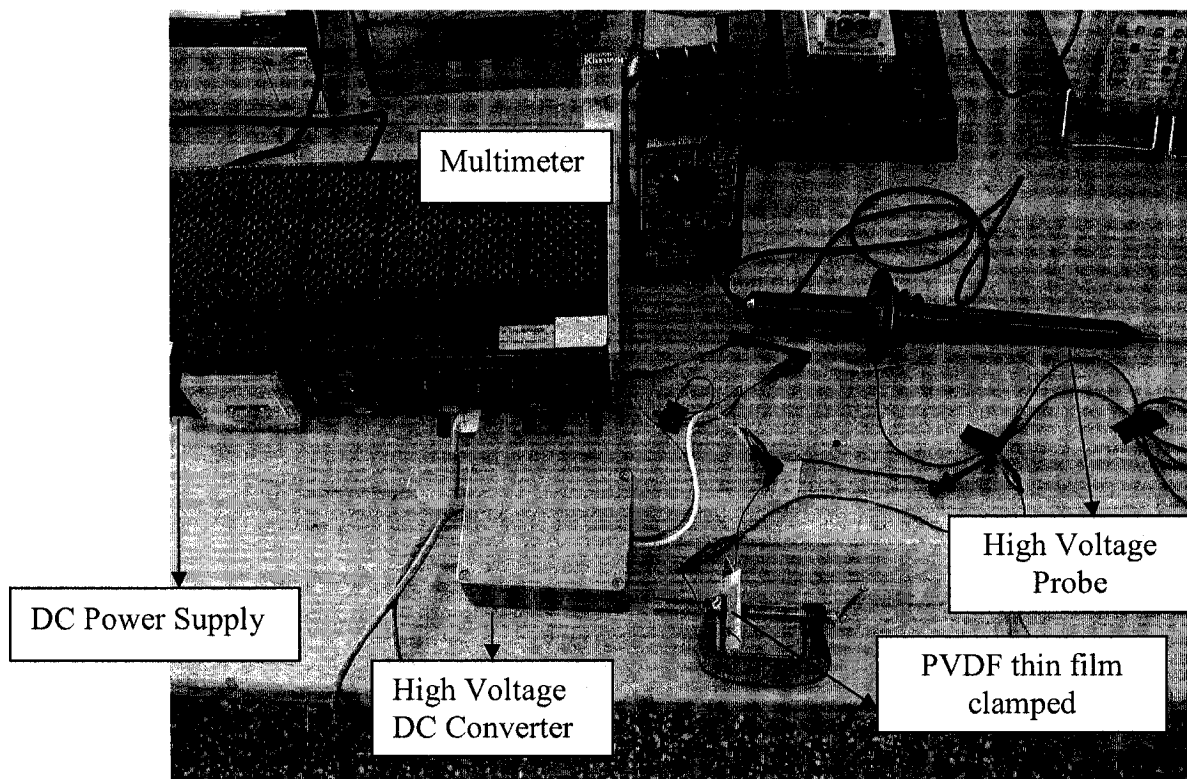 Multimeter
High Voltage
Probe
DC Power Supply
PVDF thin film
clamped
High Voltage
DC Converter